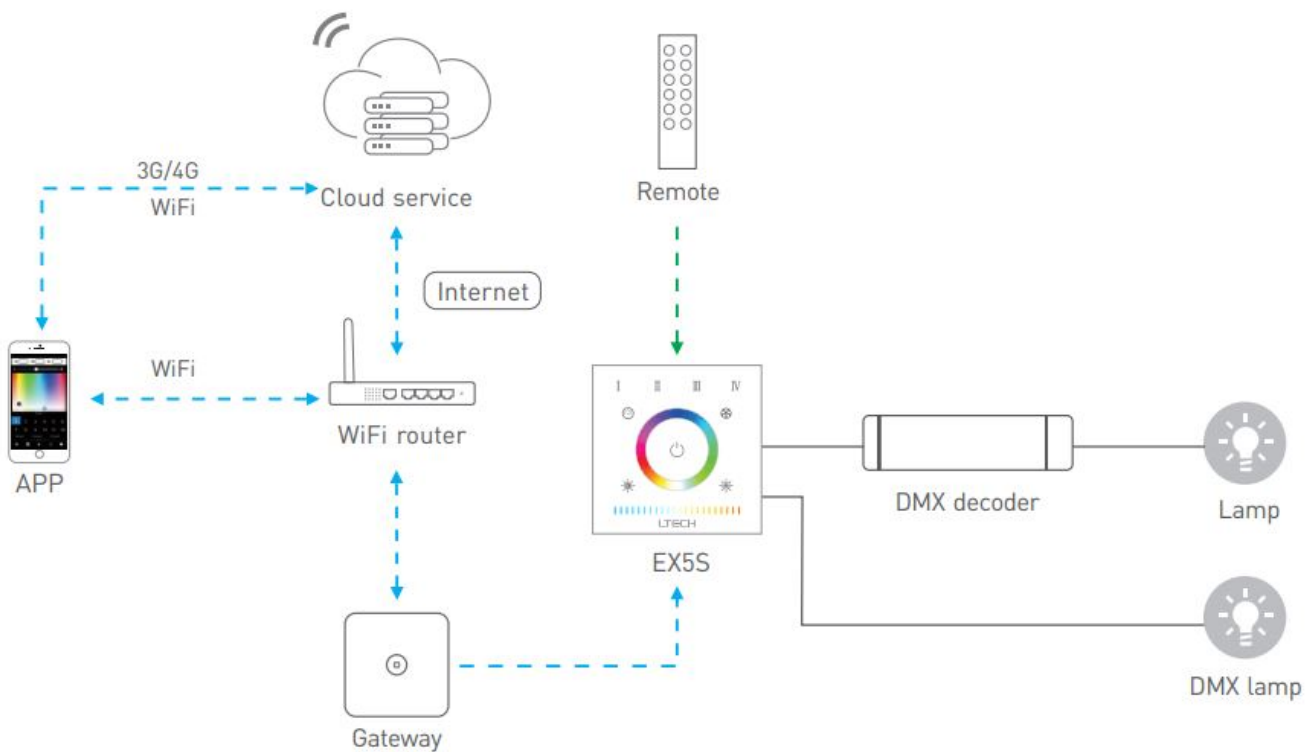 3G/4G
WiFi
Cloud service
Remote
Internet
WiFi
WiFi router
APP
I II III IV
LTECH
EX5S
DMX decoder
Lamp
Gateway
DMX lamp